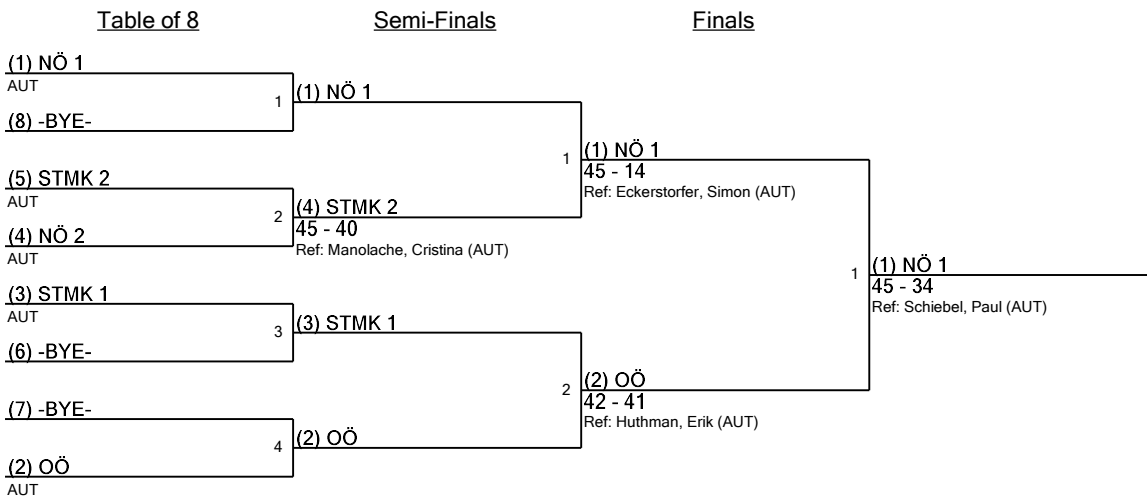 Table of 8
Semi-Finals
Finals
(1) NÖ 1
AUT
1
(8) -BYE-
(5) STMK 2
AUT
2
(4) NÖ 2
AUT
(3) STMK 1
AUT
3
(6) -BYE-
(7) -BYE-
4
(2) OÖ
AUT
(1) NÖ 1
1
(4) STMK 2
45 - 40
Ref: Manolache, Cristina (AUT)
(3) STMK 1
2
(2) OÖ
(1) NÖ 1
45 - 14
Ref: Eckerstorfer, Simon (AUT)
1
(2) OÖ
42 - 41
Ref: Huthman, Erik (AUT)
(1) NÖ 1
45 - 34
Ref: Schiebel, Paul (AUT)